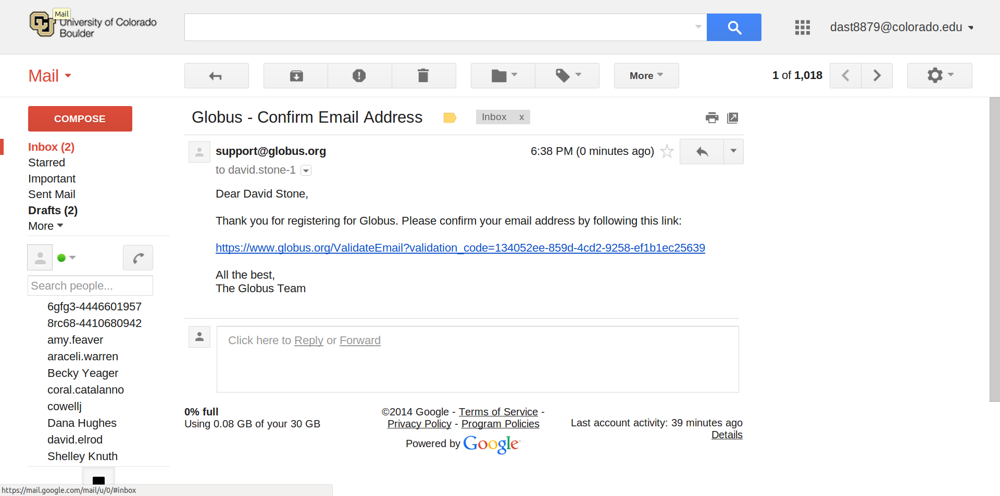 Mail
University of Colorado
Boulder
dast8879@colorado.edu
Mail
More
1 of 1,018
COMPOSE
Globus - Confirm Email Address
Inbox x
Inbox (2)
Starred
Important
Sent Mail
Drafts (2)
More
support@globus.org
6:38 PM (0 minutes ago)
to david.stone-1
Dear David Stone,
Thank you for registering for Globus. Please confirm your email address by following this link:
https://www.globus.org/ValidateEmail?validation_code=134052ee-859d-4cd2-9258-ef1b1ec25639
All the best,
The Globus Team
Search people...
6gfg3-4446601957
8rc68-4410680942
amy.feaver
araceli.warren
Becky Yeager
coral.catalanno
cowellj
Dana Hughes
david.elrod
Shelley Knuth
Click here to Reply or Forward
0% full
Using 0.08 GB of your 30 GB
©2014 Google - Terms of Service -
Privacy Policy - Program Policies
Powered by Google™
Last account activity: 39 minutes ago
Details
https://mail.google.com/mail/u/0/#inbox